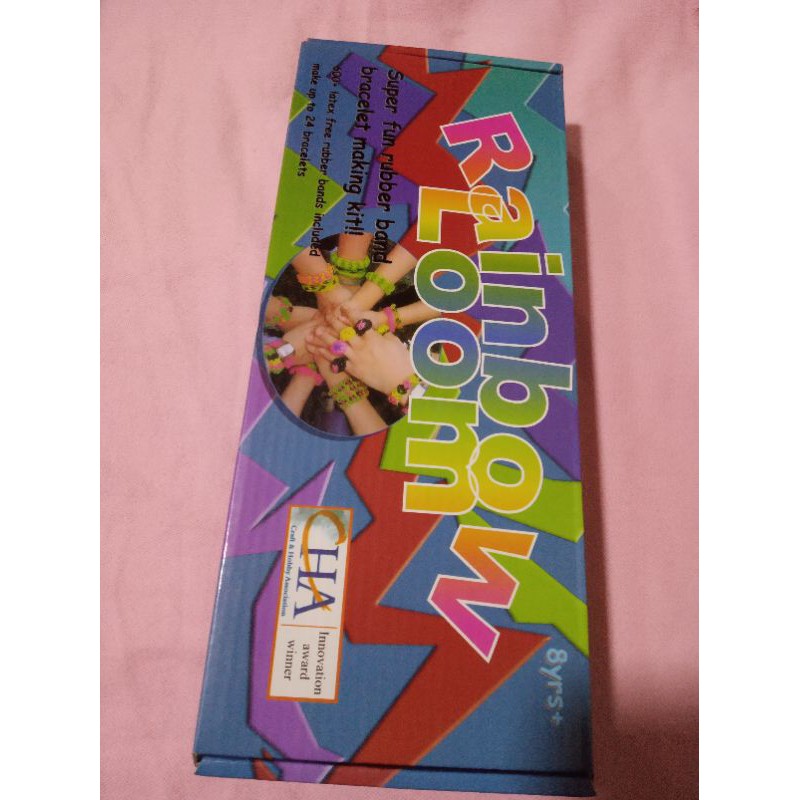 Rainbow
Loom
Super fun rubber band
bracelet making kit!!
600+ latex free rubber bands included
make up to 24 bracelets
CHA
Craft & Hobby Association
Innovation
award
winner
8yrs+